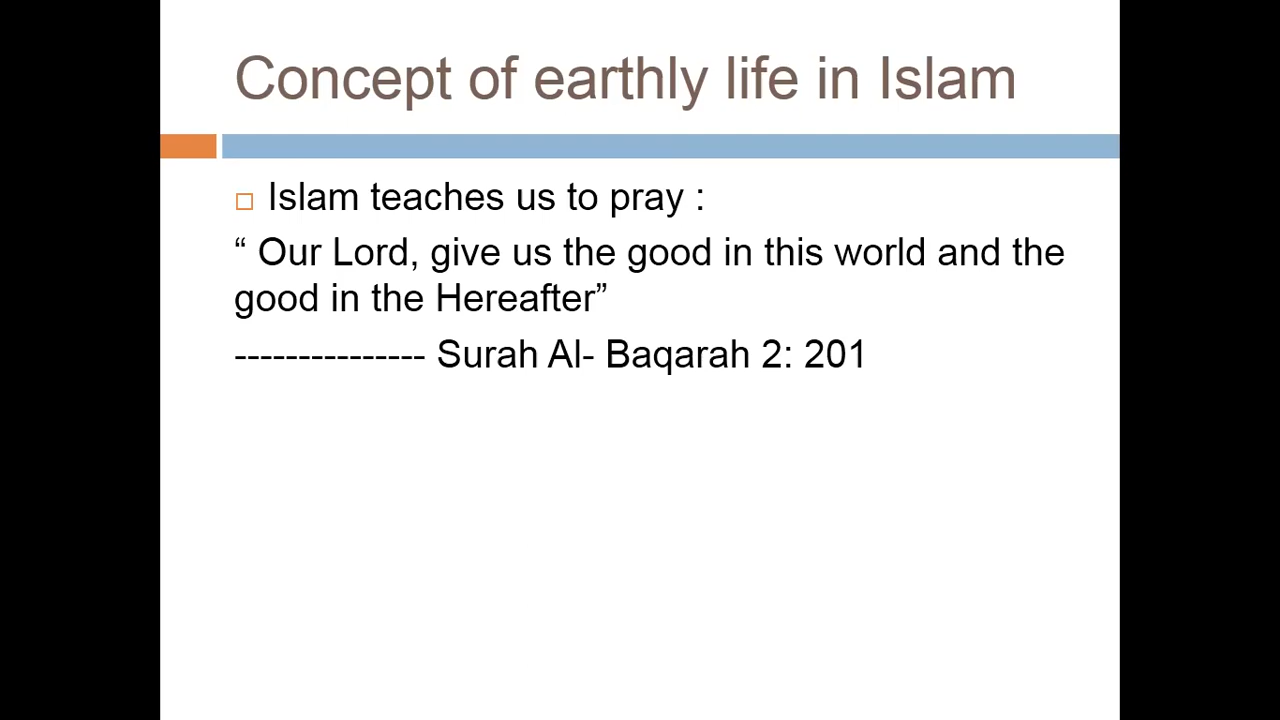 Concept of earthly life in Islam
Islam teaches us to pray :
“ Our Lord, give us the good in this world and the
good in the Hereafter”
--------------- Surah Al- Baqarah 2: 201